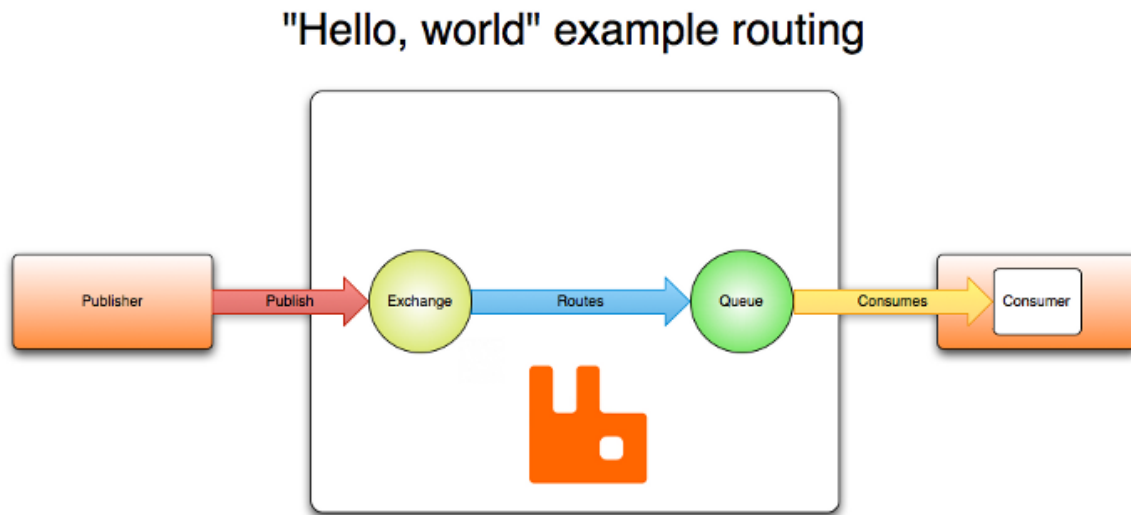 "Hello, world" example routing
Publisher
Publish
Exchange
Routes
Queue
Consumes
Consumer